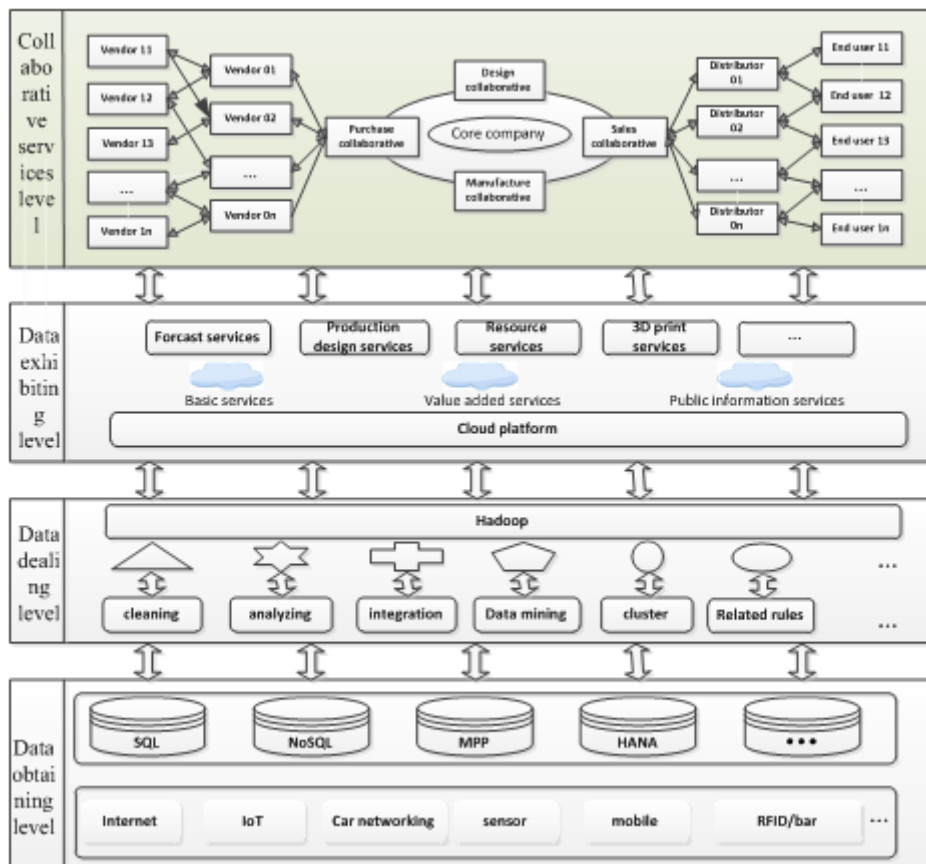 Coll
abo
rati
ve
serv
ices
leve
l
Vendor 11
Vendor 12
Vendor 13
...
Vendor 1n
Vendor 01
Vendor 02
...
Vendor 0n
Purchase
collaborative
Design
collaborative
Core company
Manufacture
collaborative
Sales
collaborative
Distributor
01
Distributor
02
...
Distributor
0n
End user 11
End user 12
End user 13
...
End user 1n
Data
exhi
bitin
g
level
Forcast services
Production
design services
Resource
services
3D print
services
...
Basic services
Value added services
Public information services
Cloud platform
Data
deali
ng
level
Hadoop
...
cleaning
analyzing
integration
Data mining
cluster
Related rules
...
Data
obtai
ning
level
SQL
NoSQL
MPP
HANA
•••
Internet
IoT
Car networking
sensor
mobile
RFID/bar
...